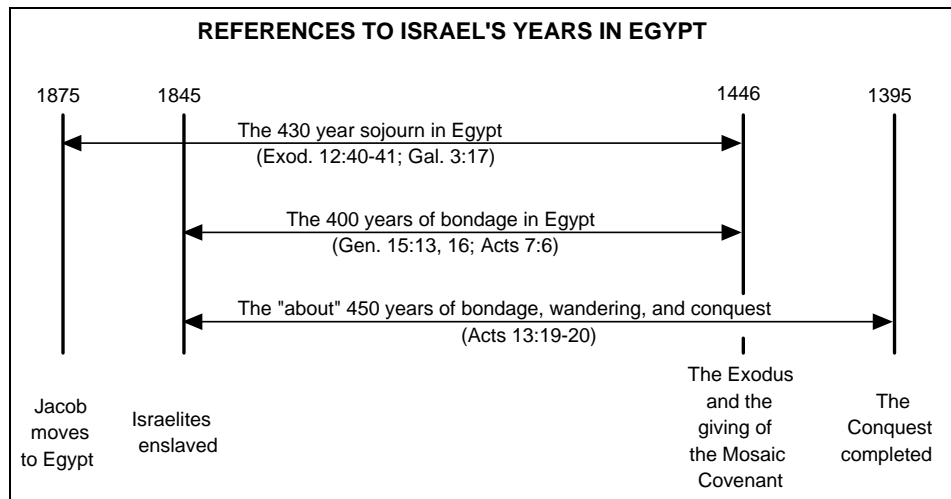 REFERENCES TO ISRAEL'S YEARS IN EGYPT
1875 1845 1446 1395
The 430 year sojourn in Egypt
(Exod. 12:40-41; Gal. 3:17)
The 400 years of bondage in Egypt
(Gen. 15:13, 16; Acts 7:6)
The "about" 450 years of bondage, wandering, and conquest
(Acts 13:19-20)
Jacob
moves
to Egypt
Israelites
enslaved
The Exodus
and the
giving of
the Mosaic
Covenant
The
Conquest
completed